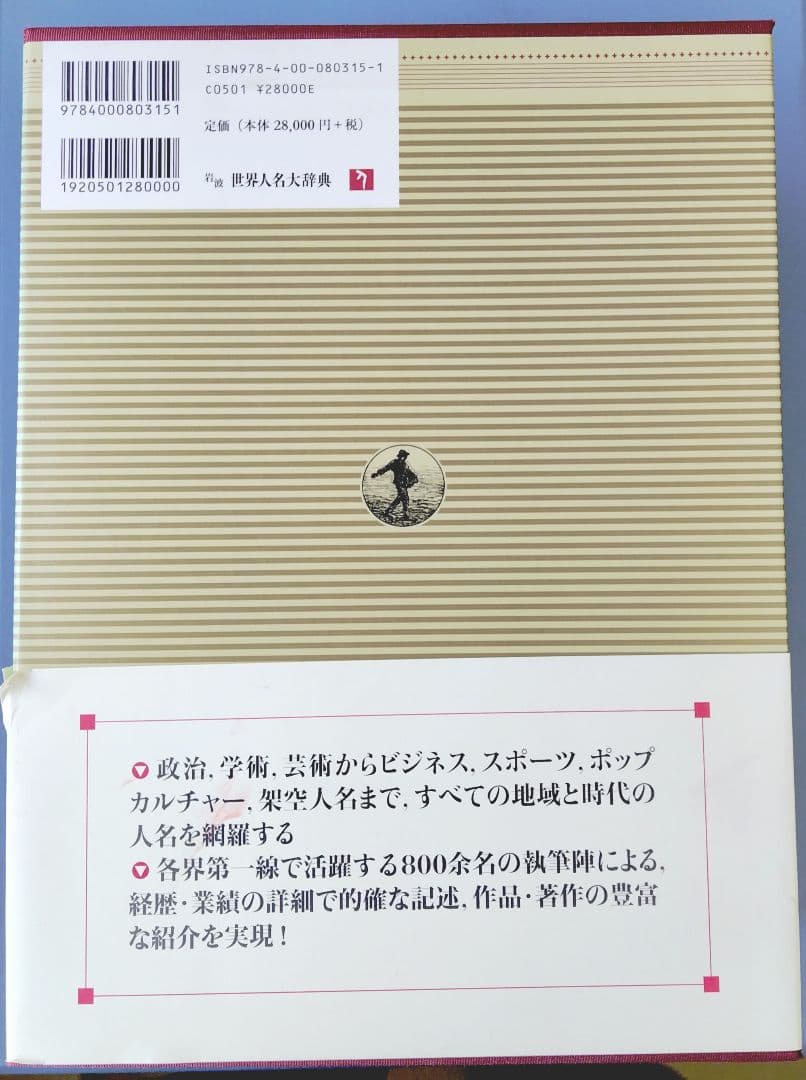 ISBN978-4-00-080315-1
C0501 ¥28000E
9784000803151
定価（本体 28,000 円＋税）
1920501280000
岩波 世界人名大辞典
▼政治，学術，芸術からビジネス，スポーツ，ポップ
カルチャー，架空人名まで，すべての地域と時代の
人名を網羅する
▼各界第一線で活躍する800余名の執筆陣による，
経歴・業績の詳細で的確な記述，作品・著作の豊富
な紹介を実現！